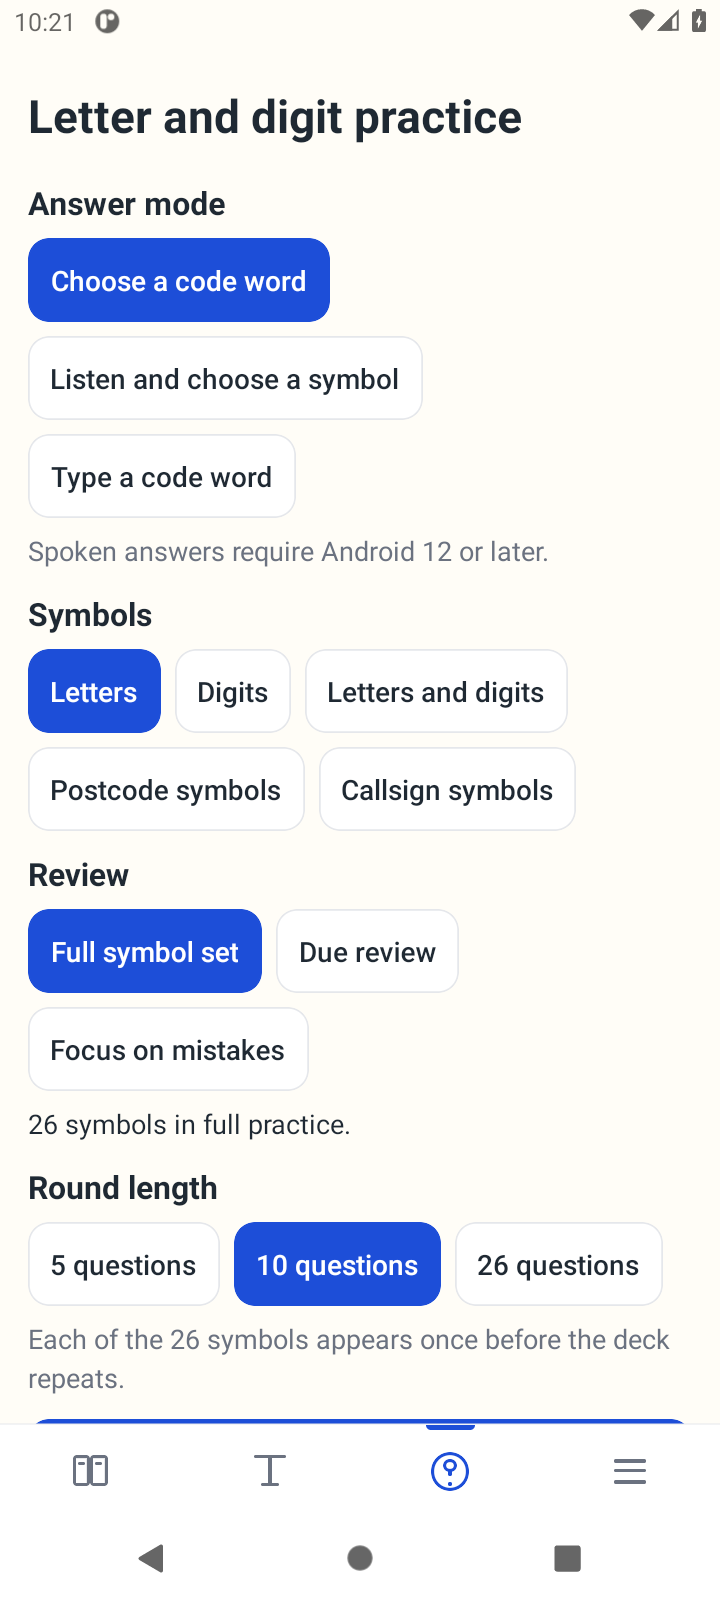 10:21
Letter and digit practice
Answer mode
Choose a code word
Listen and choose a symbol
Type a code word
Spoken answers require Android 12 or later.
Symbols
Letters
Digits
Letters and digits
Postcode symbols
Callsign symbols
Review
Full symbol set
Due review
Focus on mistakes
26 symbols in full practice.
Round length
5 questions
10 questions
26 questions
Each of the 26 symbols appears once before the deck
repeats.